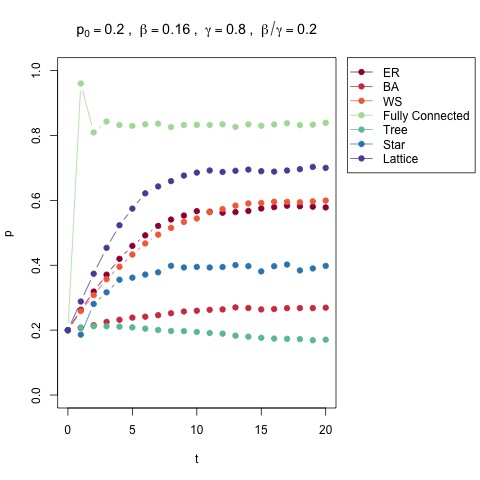 p0 = 0.2 , β = 0.16 , γ = 0.8 , β/γ = 0.2
ER
BA
WS
Fully Connected
Tree
Star
Lattice
1.0
0.8
0.6
0.4
0.2
0.0
p
0 5 10 15 20
t